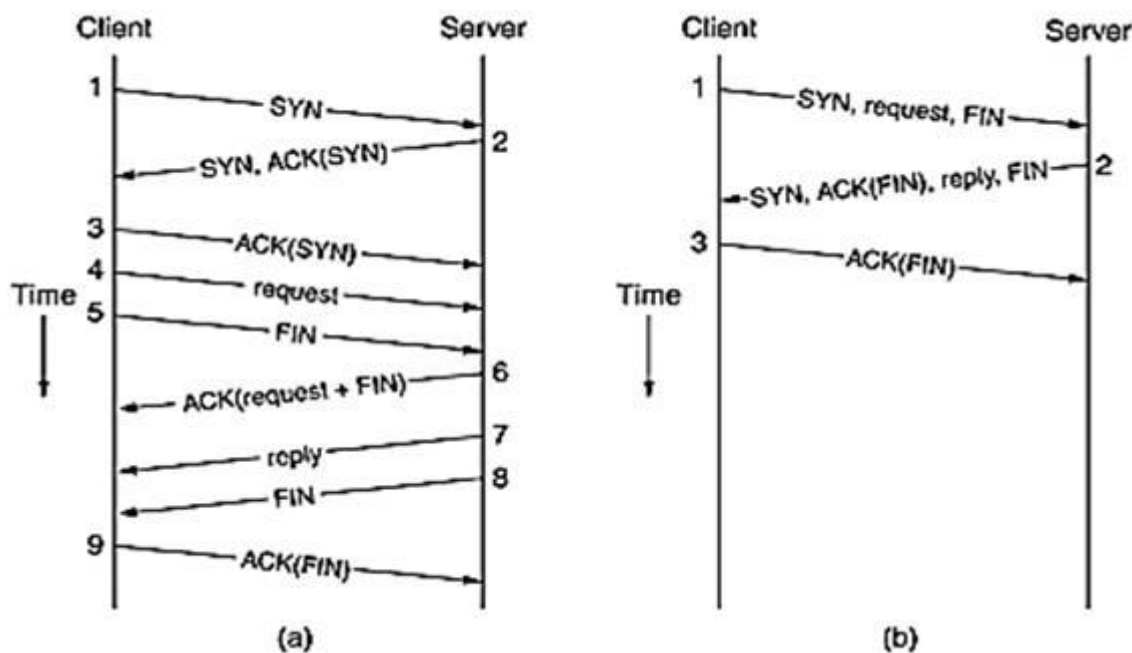 Client
Server
1
SYN
2
SYN, ACK(SYN)
3
ACK(SYN)
4
request
Time
5
FIN
6
ACK(request + FIN)
7
reply
8
FIN
9
ACK(FIN)
(a)
Client
Server
1
SYN, request, FIN
2
SYN, ACK(FIN), reply, FIN
3
ACK(FIN)
Time
(b)